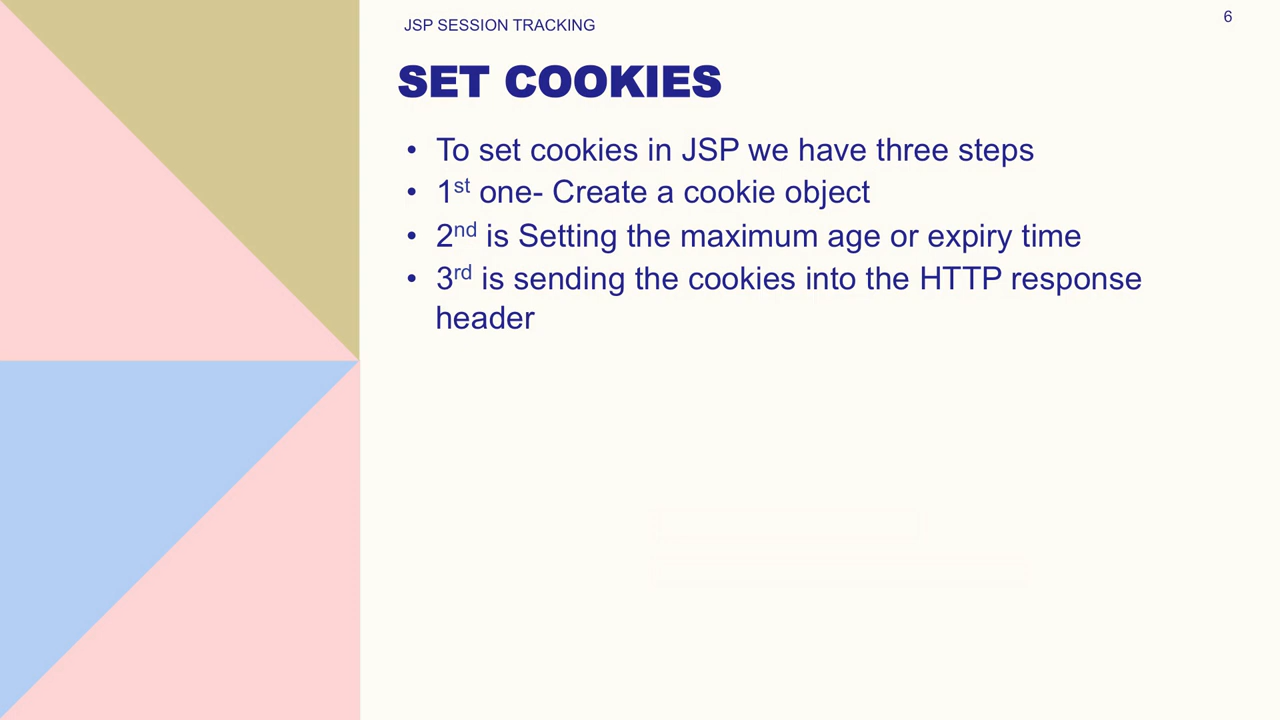 JSP SESSION TRACKING
6
SET COOKIES
• To set cookies in JSP we have three steps
• 1st one- Create a cookie object
• 2nd is Setting the maximum age or expiry time
• 3rd is sending the cookies into the HTTP response
header